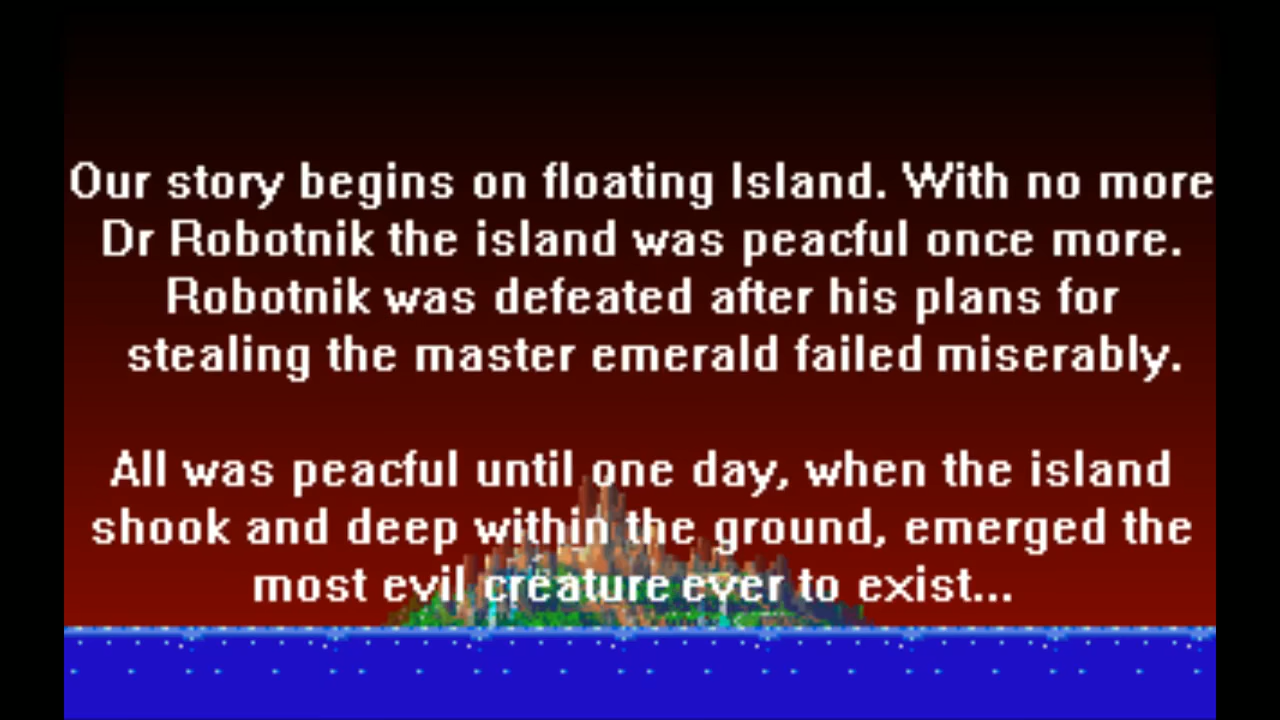 Our story begins on floating Island. With no more
Dr Robotnik the island was peacful once more.
Robotnik was defeated after his plans for
stealing the master emerald failed miserably.
All was peacful until one day, when the island
shook and deep within the ground, emerged the
most evil creature ever to exist...